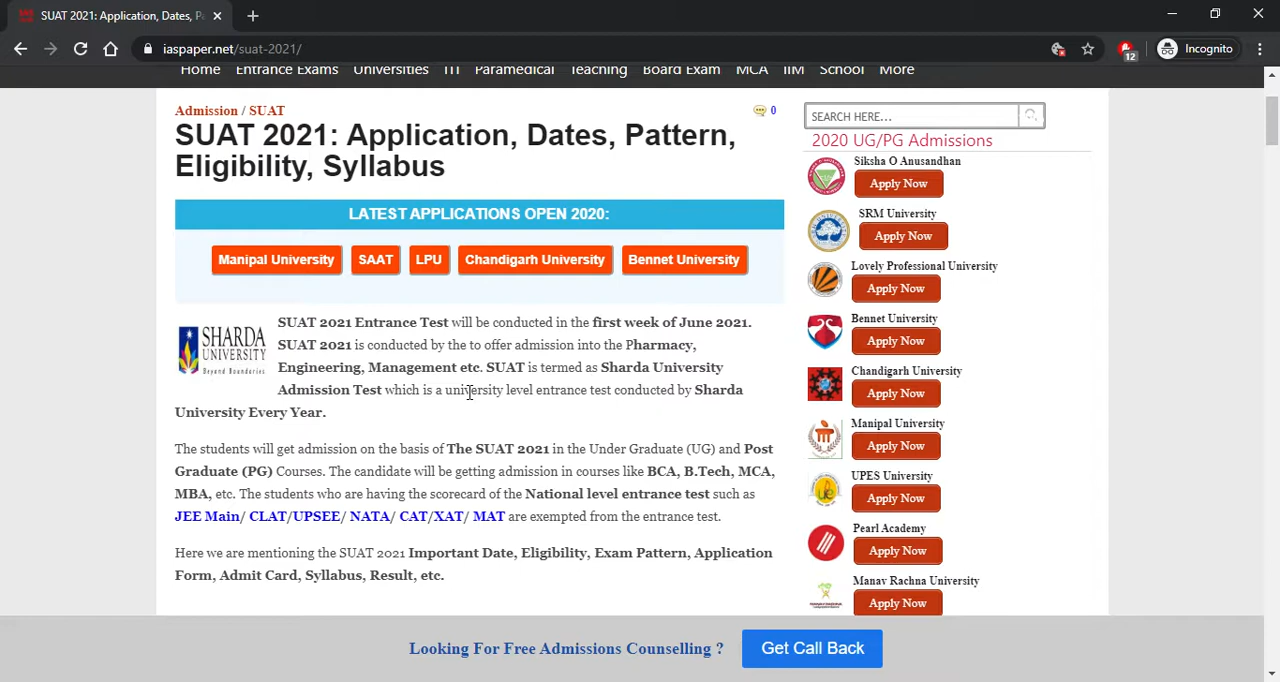 SUAT 2021: Application, Dates, P
iaspaper.net/suat-2021/
12
Incognito
Home Entrance Exams Universities ITI Paramedical Teaching Board Exam MCA IIM School More
Admission / SUAT
0
SUAT 2021: Application, Dates, Pattern,
Eligibility, Syllabus
LATEST APPLICATIONS OPEN 2020:
Manipal University SAAT LPU Chandigarh University Bennet University
SHARDA
UNIVERSITY
Beyond Boundaries
SUAT 2021 Entrance Test will be conducted in the first week of June 2021.
SUAT 2021 is conducted by the to offer admission into the Pharmacy,
Engineering, Management etc. SUAT is termed as Sharda University
Admission Test which is a university level entrance test conducted by Sharda
University Every Year.
The students will get admission on the basis of The SUAT 2021 in the Under Graduate (UG) and Post
Graduate (PG) Courses. The candidate will be getting admission in courses like BCA, B.Tech, MCA,
MBA, etc. The students who are having the scorecard of the National level entrance test such as
JEE Main/ CLAT/UPSEE/ NATA/ CAT/XAT/ MAT are exempted from the entrance test.
Here we are mentioning the SUAT 2021 Important Date, Eligibility, Exam Pattern, Application
Form, Admit Card, Syllabus, Result, etc.
SEARCH HERE...
2020 UG/PG Admissions
Siksha O Anusandhan
Apply Now
SRM University
Apply Now
Lovely Professional University
Apply Now
Bennet University
Apply Now
Chandigarh University
Apply Now
Manipal University
Apply Now
UPES University
Apply Now
Pearl Academy
Apply Now
Manav Rachna University
Apply Now
Looking For Free Admissions Counselling ?
Get Call Back